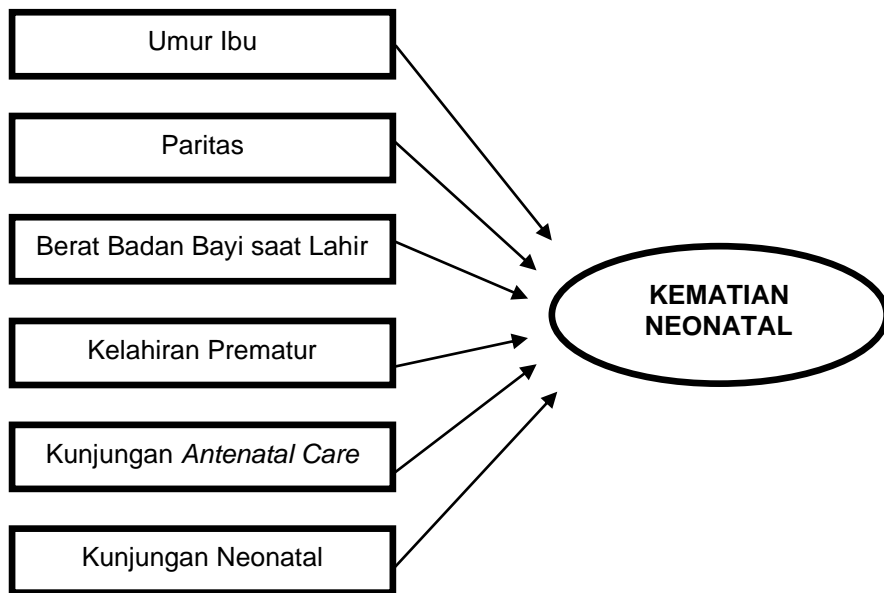 Umur Ibu
Paritas
Berat Badan Bayi saat Lahir
Kelahiran Prematur
Kunjungan Antenatal Care
Kunjungan Neonatal
KEMATIAN
NEONATAL